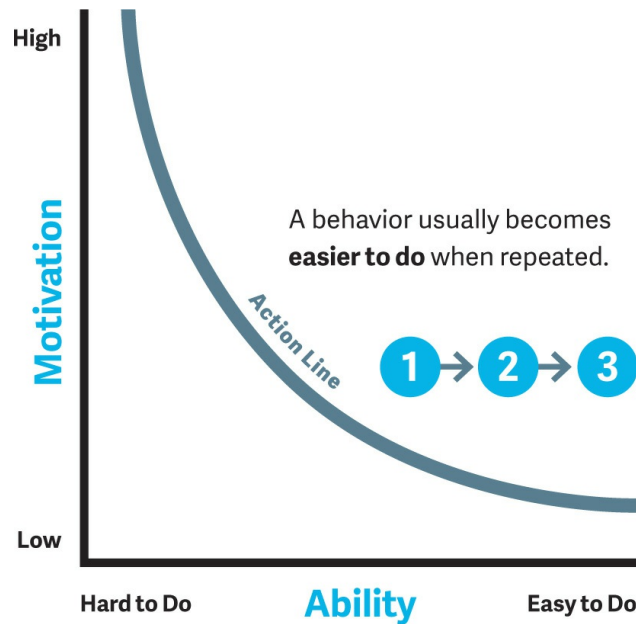 High
Motivation
A behavior usually becomes
easier to do when repeated.
Action Line
1 2 3
Low
Hard to Do
Ability
Easy to Do